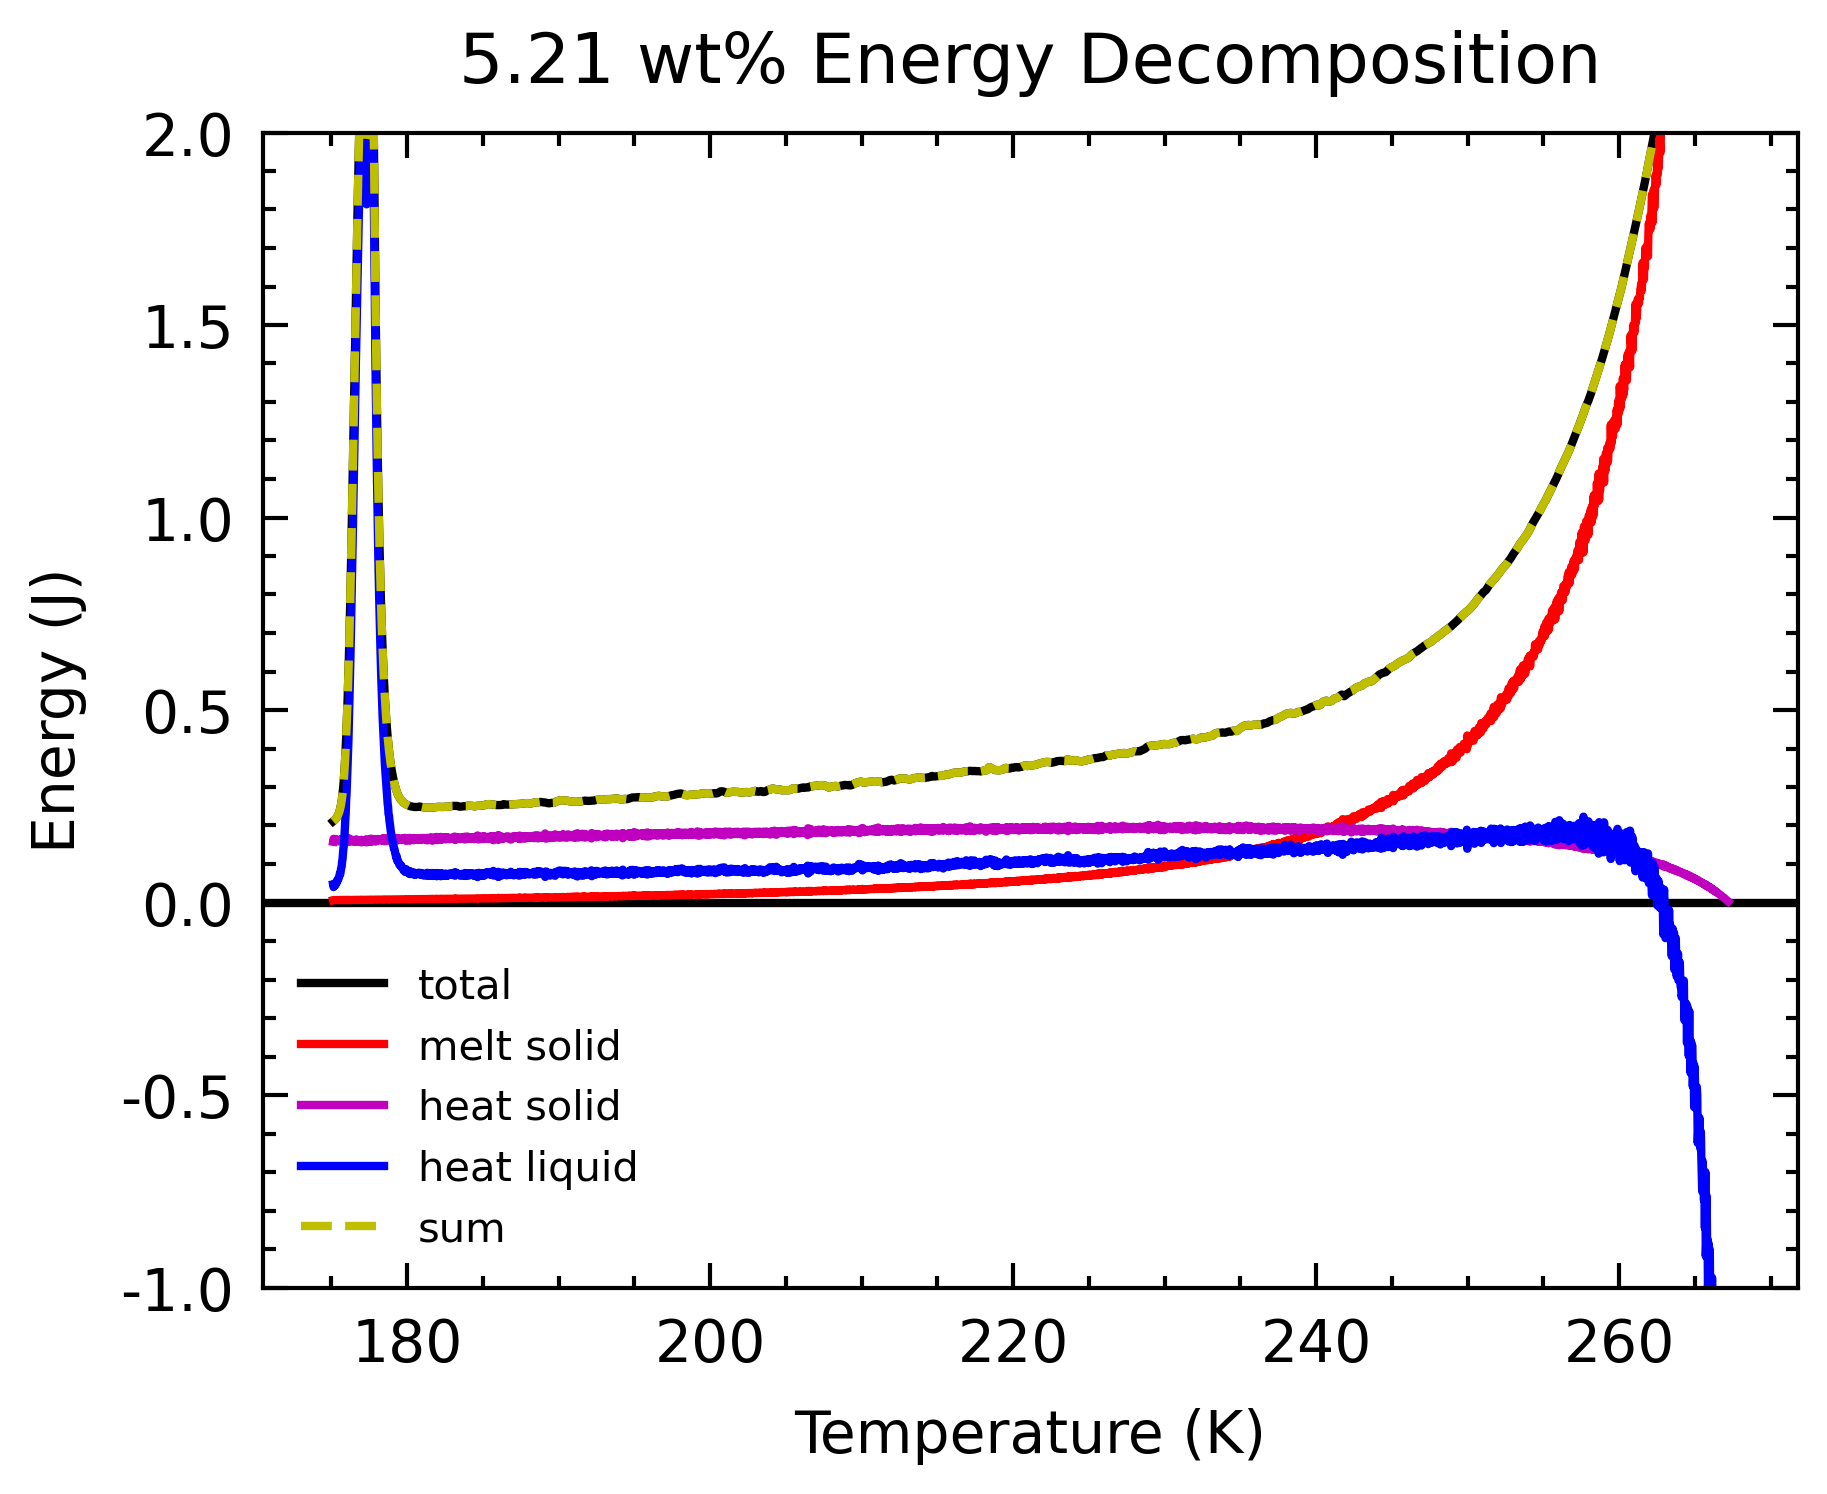 5.21 wt% Energy Decomposition
2.0
1.5
1.0
0.5
0.0
-0.5
-1.0
Energy (J)
total
melt solid
heat solid
heat liquid
sum
180 200 220 240 260
Temperature (K)